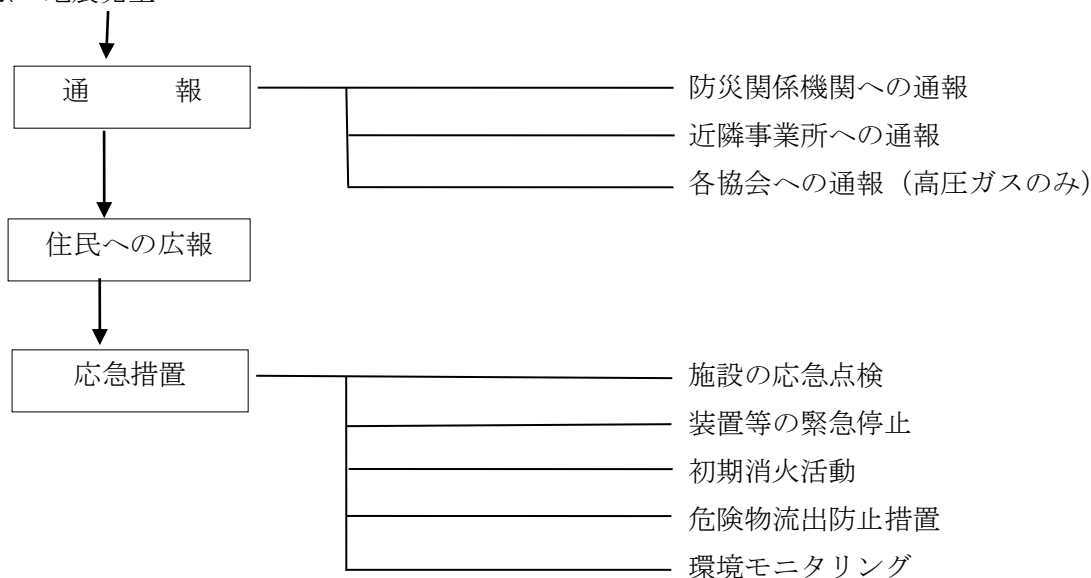 通　　　報
防災関係機関への通報
近隣事業所への通報
各協会への通報（高圧ガスのみ）
住民への広報
応急措置
施設の応急点検
装置等の緊急停止
初期消火活動
危険物流出防止措置
環境モニタリング